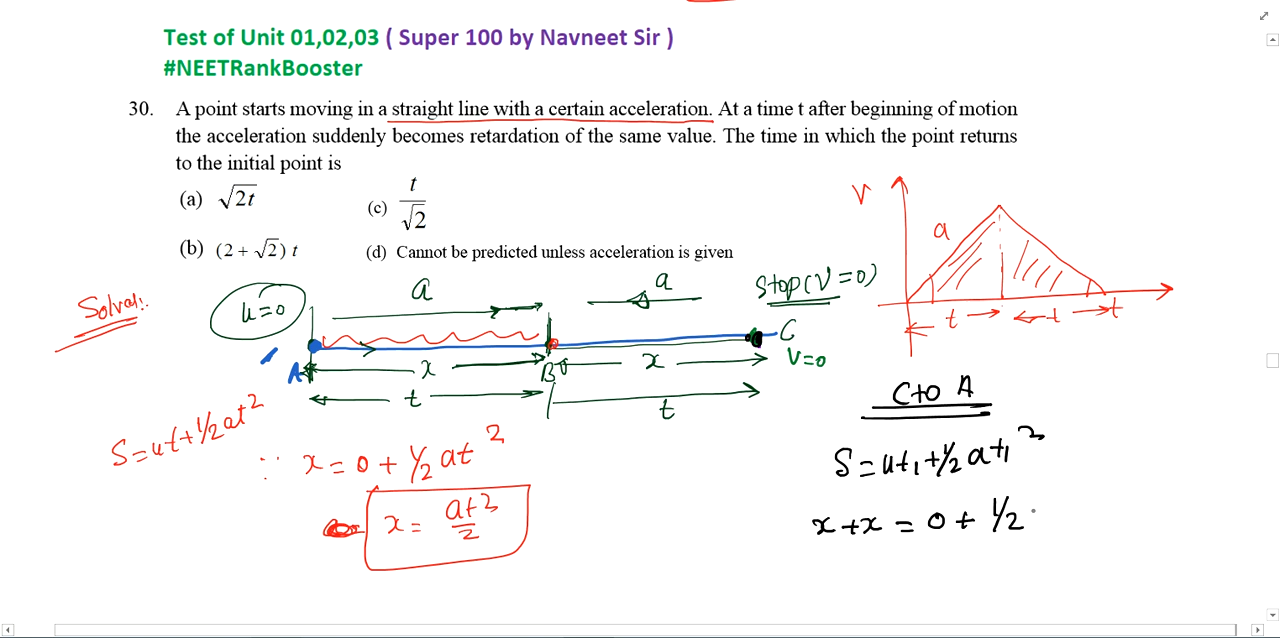 Test of Unit 01,02,03 ( Super 100 by Navneet Sir )
#NEETRankBooster
30. A point starts moving in a straight line with a certain acceleration. At a time t after beginning of motion
the acceleration suddenly becomes retardation of the same value. The time in which the point returns
to the initial point is
(a) √2t
(c) t/√2
(b) (2 + √2) t
(d) Cannot be predicted unless acceleration is given
V
a
t
t
t
u=0
a
a
Stop(V=0)
A
B
C
V=0
x
x
t
t
S=ut+½at²
∵ x = 0 + ½ at²
x = at²/2
C to A
S = ut₁ + ½ at₁²
x + x = 0 + ½